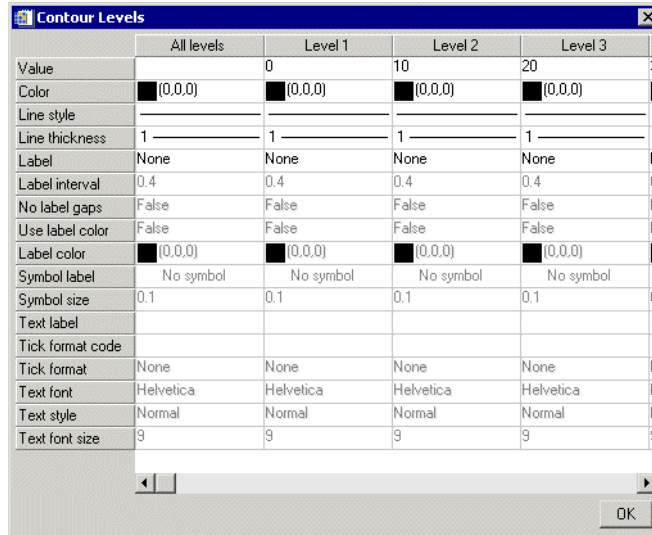 Contour Levels
All levels Level 1 Level 2 Level 3
Value 0 10 20
Color (0,0,0) (0,0,0) (0,0,0) (0,0,0)
Line style
Line thickness 1 1 1 1
Label None None None None
Label interval 0.4 0.4 0.4 0.4
No label gaps False False False False
Use label color False False False False
Label color (0,0,0) (0,0,0) (0,0,0) (0,0,0)
Symbol label No symbol No symbol No symbol No symbol
Symbol size 0.1 0.1 0.1 0.1
Text label
Tick format code
Tick format None None None None
Text font Helvetica Helvetica Helvetica Helvetica
Text style Normal Normal Normal Normal
Text font size 9 9 9 9
OK